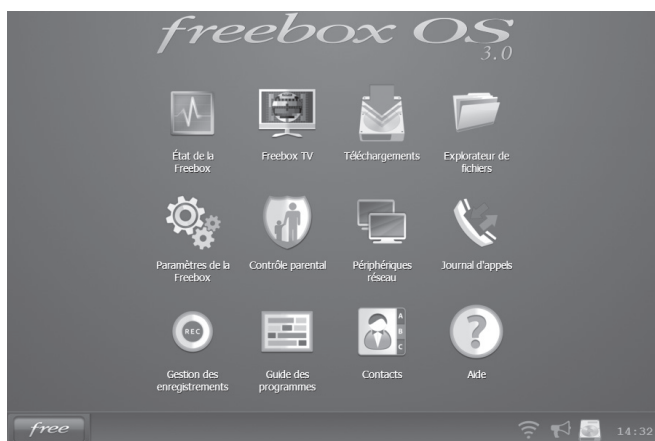 freebox OS
3.0
État de la
Freebox
Freebox TV
Téléchargements
Explorateur de
fichiers
Paramètres de la
Freebox
Contrôle parental
Périphériques
réseau
Journal d'appels
REC
A
B
C
Gestion des
enregistrements
Guide des
programmes
Contacts
?
Aide
free
14:32